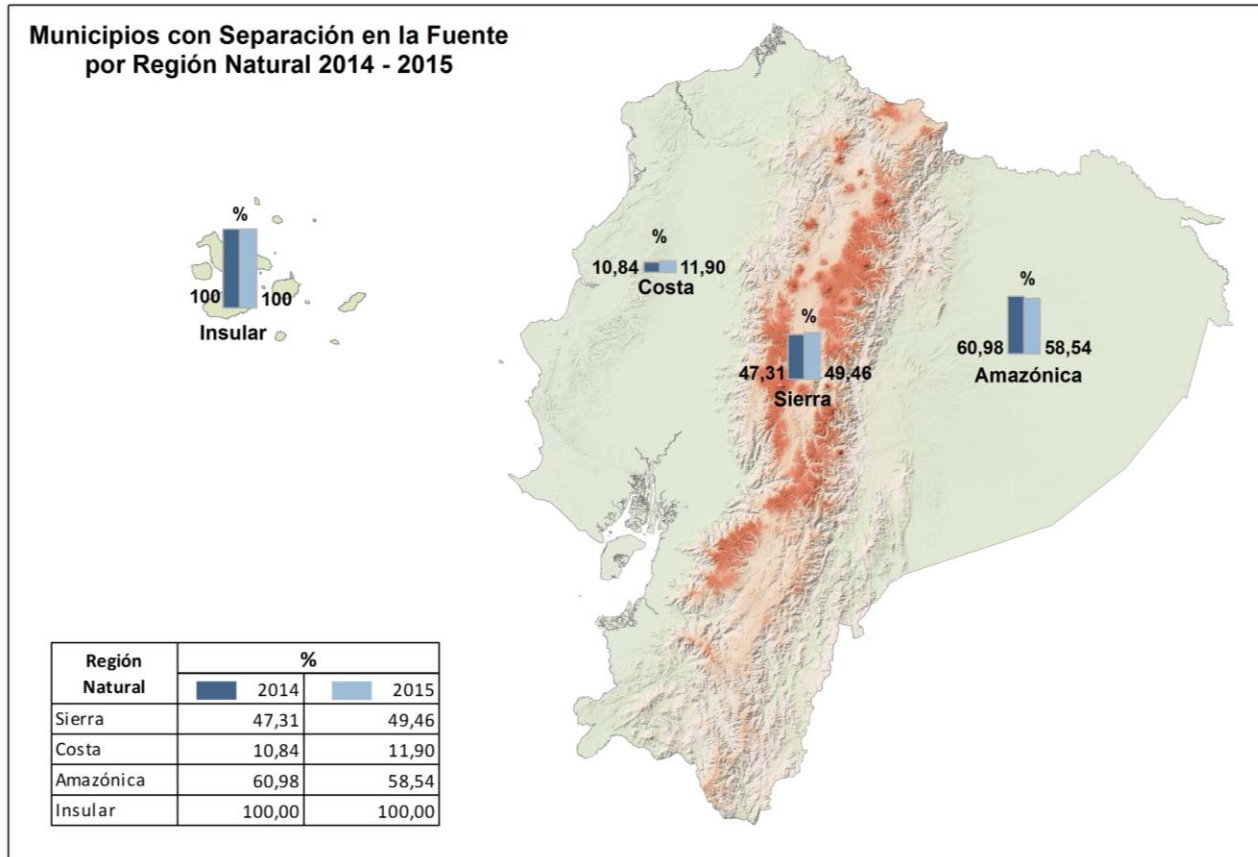 Municipios con Separación en la Fuente
por Región Natural 2014 - 2015
%
100 100
Insular
%
10,84 11,90
Costa
%
47,31 49,46
Sierra
%
60,98 58,54
Amazónica
Región Natural %
2014 2015
Sierra 47,31 49,46
Costa 10,84 11,90
Amazónica 60,98 58,54
Insular 100,00 100,00